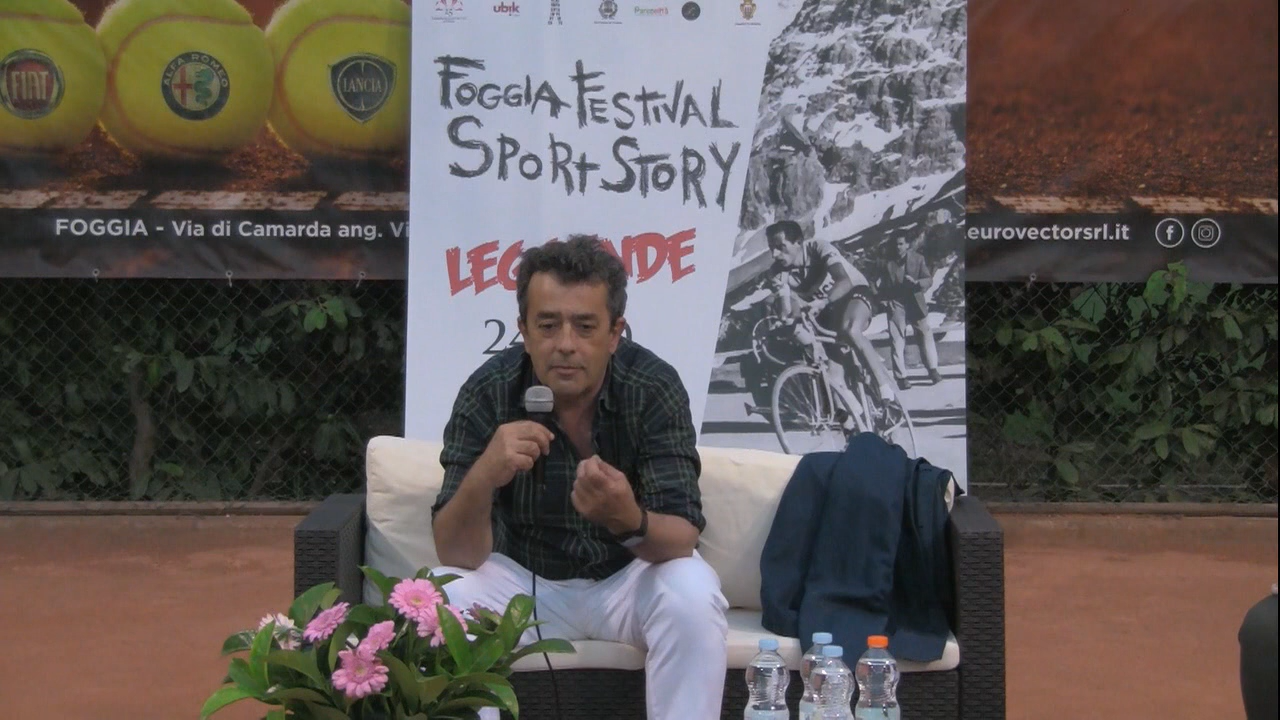 FIAT
ALFA ROMEO
LANCIA
ubik
Foggia Festival
Sport Story
FOGGIA - Via di Camarda ang. Vi
eurovectorsrl.it